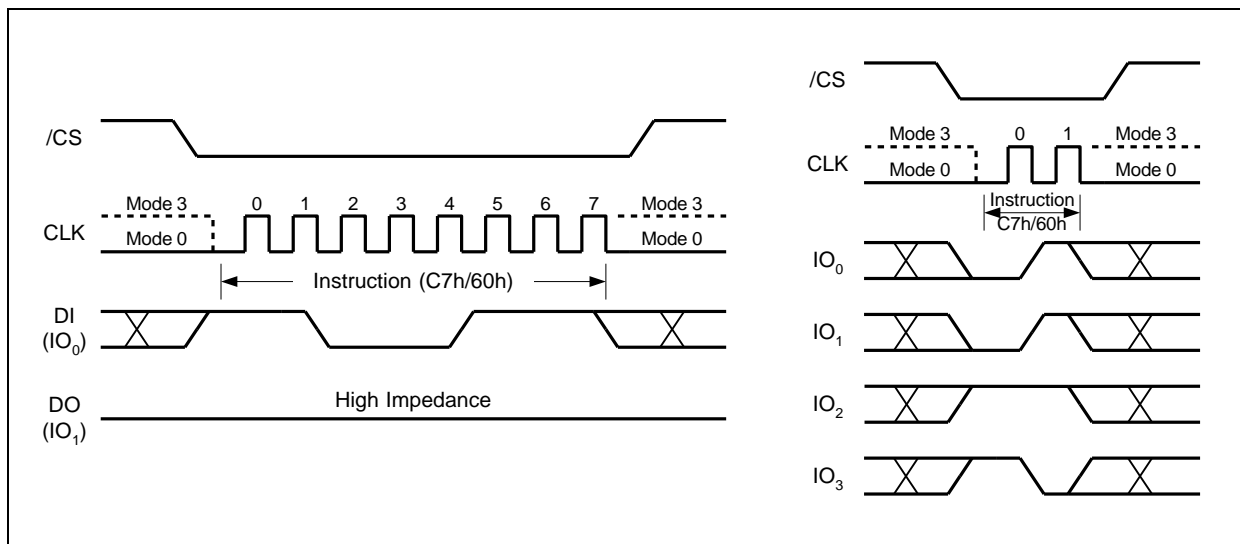 /CS
Mode 3 0 1 2 3 4 5 6 7 Mode 3
CLK Mode 0 Mode 0
Instruction (C7h/60h)
DI
(IO0)
High Impedance
DO
(IO1)
/CS
Mode 3 0 1 Mode 3
CLK Mode 0 Mode 0
Instruction
C7h/60h
IO0
IO1
IO2
IO3